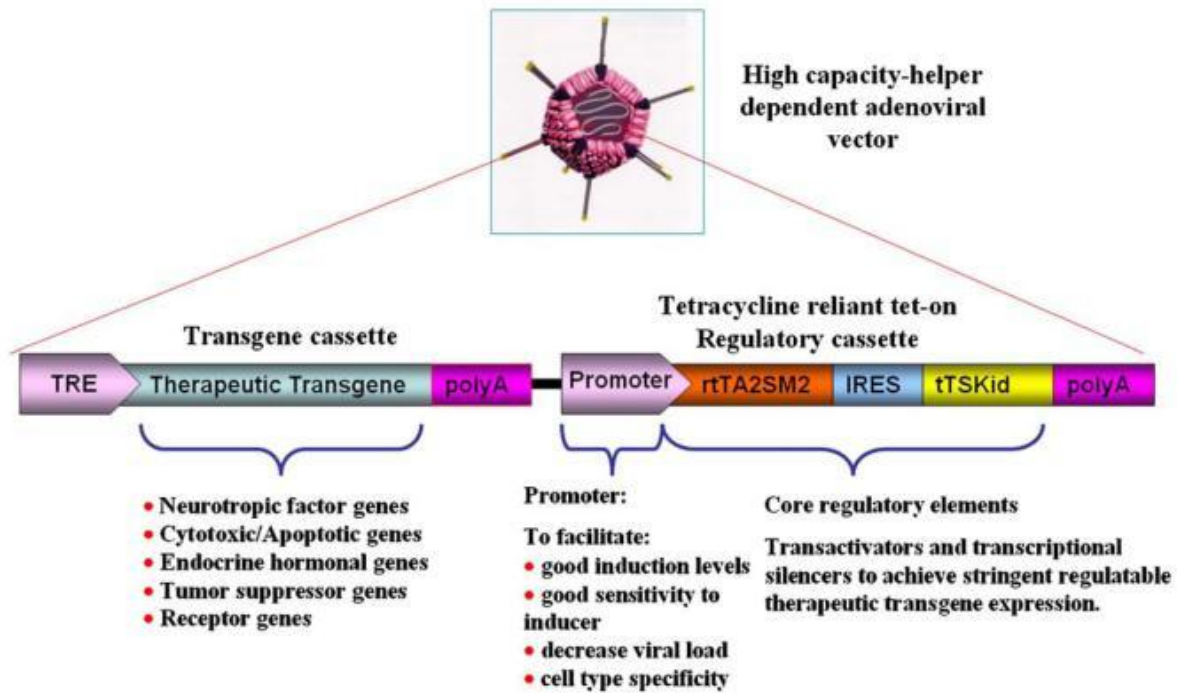 High capacity-helper
dependent adenoviral
vector
Transgene cassette
Tetracycline reliant tet-on
Regulatory cassette
TRE
Therapeutic Transgene
polyA
Promoter
rtTA2SM2
IRES
tTSKid
polyA
• Neurotropic factor genes
• Cytotoxic/Apoptotic genes
• Endocrine hormonal genes
• Tumor suppressor genes
• Receptor genes
Promoter:
To facilitate:
• good induction levels
• good sensitivity to
inducer
• decrease viral load
• cell type specificity
Core regulatory elements
Transactivators and transcriptional
silencers to achieve stringent regulatable
therapeutic transgene expression.